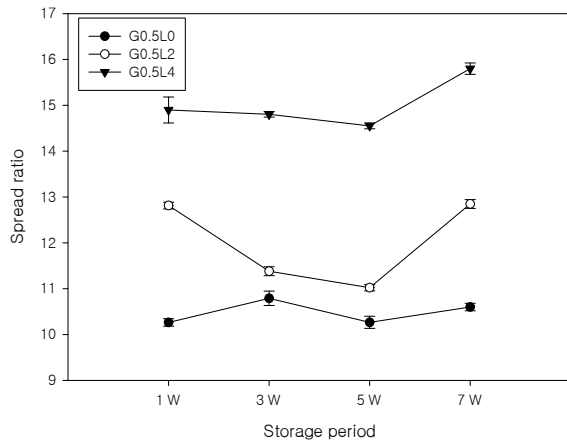 17
16
15
14
13
12
11
10
9
Spread ratio
G0.5L0
G0.5L2
G0.5L4
1 W
3 W
5 W
7 W
Storage period